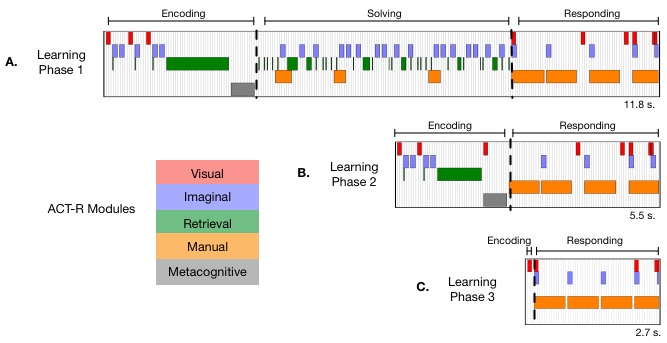 Encoding
Solving
Responding
A.
Learning
Phase 1
11.8 s.
Encoding
Responding
B.
Learning
Phase 2
5.5 s.
ACT-R Modules
Visual
Imaginal
Retrieval
Manual
Metacognitive
Encoding
Responding
C.
Learning
Phase 3
2.7 s.